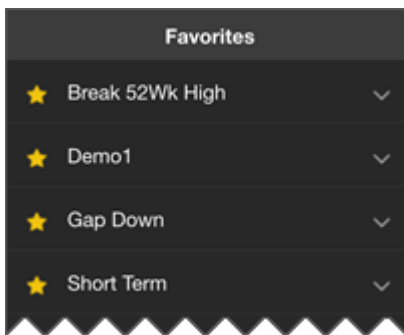 Favorites
Break 52Wk High
Demo1
Gap Down
Short Term